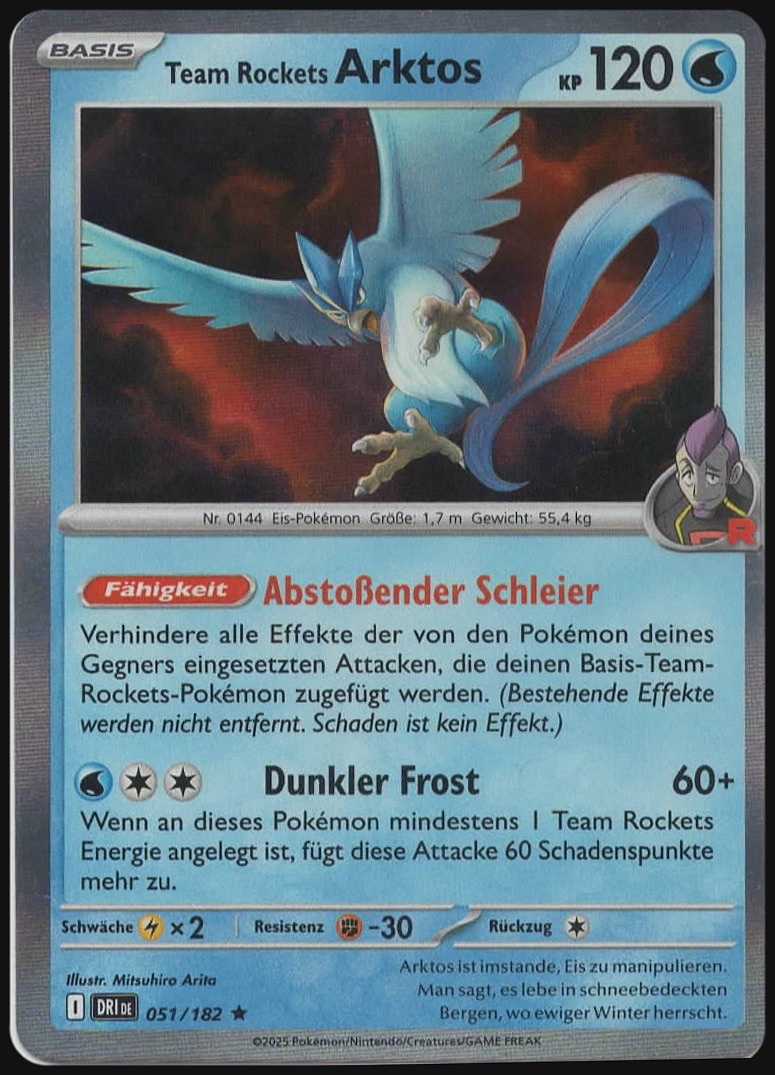 BASIS
Team Rockets Arktos KP 120
Nr. 0144 Eis-Pokémon Größe: 1,7 m Gewicht: 55,4 kg
R
Fähigkeit Abstoßender Schleier
Verhindere alle Effekte der von den Pokémon deines
Gegners eingesetzten Attacken, die deinen Basis-Team-
Rockets-Pokémon zugefügt werden. (Bestehende Effekte
werden nicht entfernt. Schaden ist kein Effekt.)
Dunkler Frost 60+
Wenn an dieses Pokémon mindestens 1 Team Rockets
Energie angelegt ist, fügt diese Attacke 60 Schadenspunkte
mehr zu.
Schwäche ×2 Resistenz -30 Rückzug
Illustr. Mitsuhiro Arita
I DRI DE 051/182
Arktos ist imstande, Eis zu manipulieren.
Man sagt, es lebe in schneebedeckten
Bergen, wo ewiger Winter herrscht.
©2025 Pokémon/Nintendo/Creatures/GAME FREAK